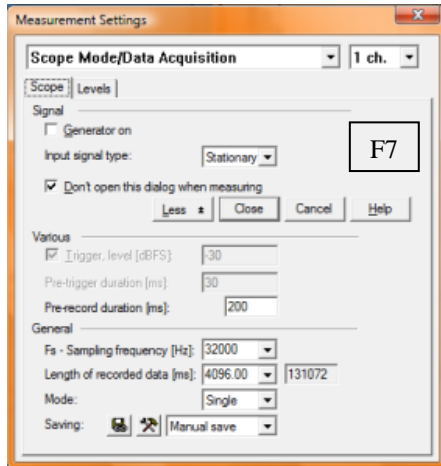 Measurement Settings
Scope Mode/Data Acquisition 1 ch.
Scope Levels
Signal
Generator on
Input signal type: Stationary
F7
Don't open this dialog when measuring
Less Close Cancel Help
Various
Trigger, level [dBFS]: -30
Pre-trigger duration [ms]: 30
Pre-record duration [ms]: 200
General
Fs - Sampling frequency [Hz]: 32000
Length of recorded data [ms]: 4096.00 131072
Mode: Single
Saving: Manual save